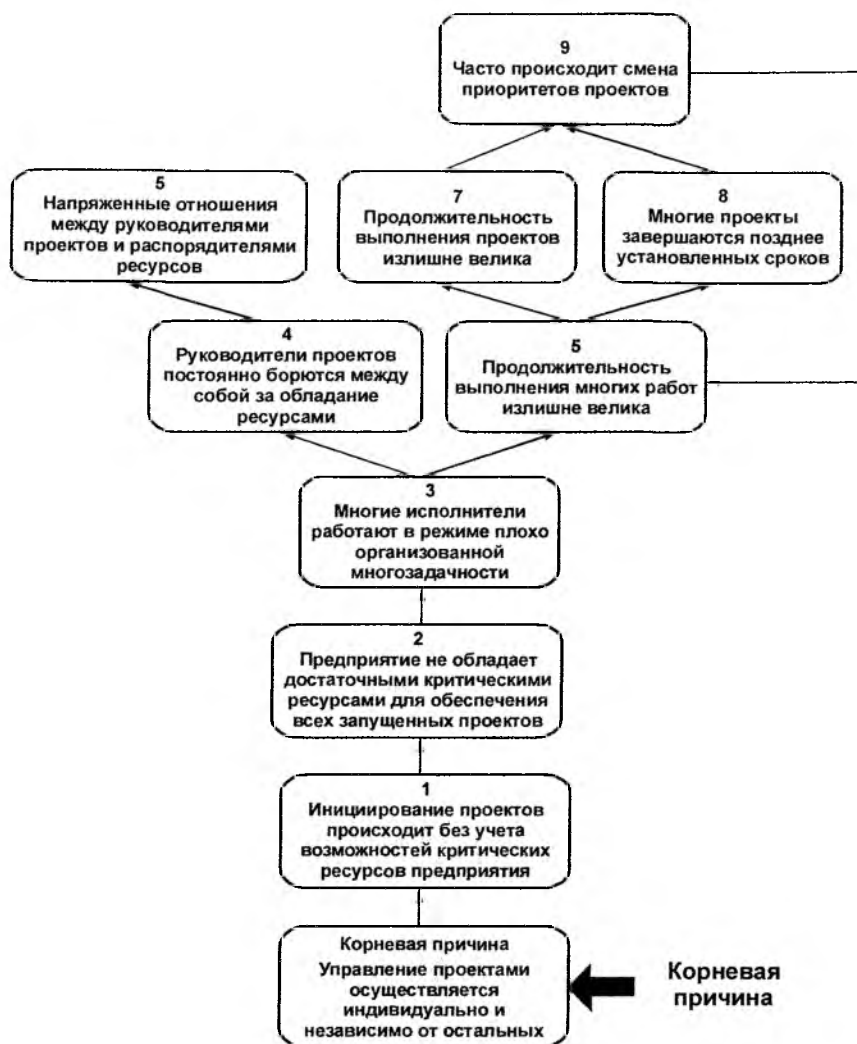 9
Часто происходит смена
приоритетов проектов
5
Напряженные отношения
между руководителями
проектов и распорядителями
ресурсов
7
Продолжительность
выполнения проектов
излишне велика
8
Многие проекты
завершаются позднее
установленных сроков
4
Руководители проектов
постоянно борются между
собой за обладание
ресурсами
5
Продолжительность
выполнения многих работ
излишне велика
3
Многие исполнители
работают в режиме плохо
организованной
многозадачности
2
Предприятие не обладает
достаточными критическими
ресурсами для обеспечения
всех запущенных проектов
1
Инициирование проектов
происходит без учета
возможностей критических
ресурсов предприятия
Корневая причина
Управление проектами
осуществляется
индивидуально и
независимо от остальных
Корневая
причина